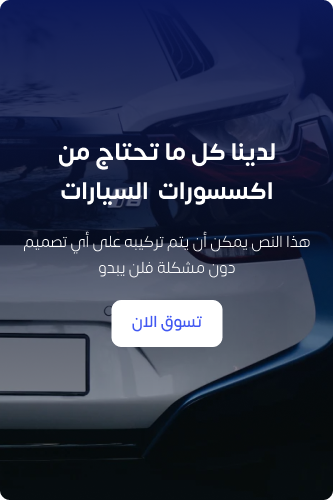 لدينا كل ما تحتاج من
اكسسورات السيارات
هذا النص يمكن أن يتم تركيبه على أي تصميم
دون مشكلة فلن يبدو
تسوق الان